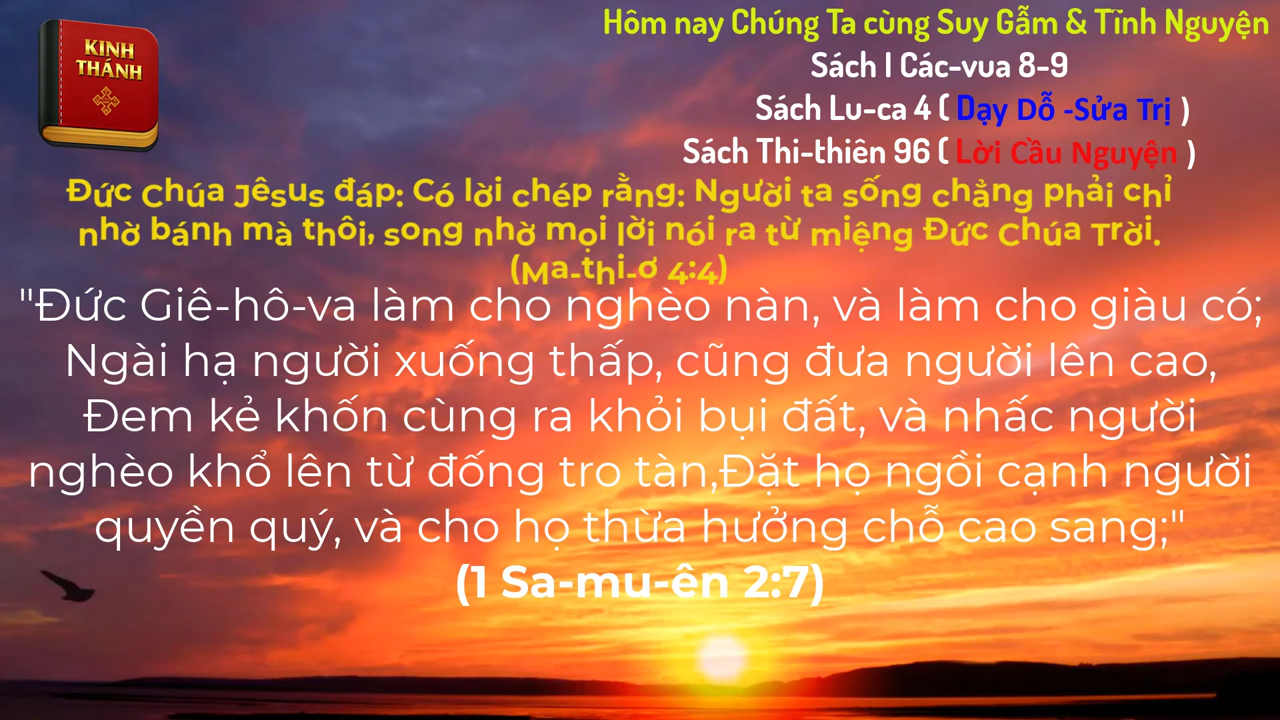 KINH
THÁNH
Hôm nay Chúng Ta cùng Suy Gẫm & Tĩnh Nguyện
Sách I Các-vua 8-9
Sách Lu-ca 4 ( Dạy Dỗ -Sửa Trị )
Sách Thi-thiên 96 ( Lời Cầu Nguyện )
Đức Chúa Jêsus đáp: Có lời chép rằng: Người ta sống chẳng phải chỉ
nhờ bánh mà thôi, song nhờ mọi lời nói ra từ miệng Đức Chúa Trời.
(Ma-thi-ơ 4:4)
"Đức Giê-hô-va làm cho nghèo nàn, và làm cho giàu có;
Ngài hạ người xuống thấp, cũng đưa người lên cao,
Đem kẻ khốn cùng ra khỏi bụi đất, và nhấc người
nghèo khổ lên từ đống tro tàn,Đặt họ ngồi cạnh người
quyền quý, và cho họ thừa hưởng chỗ cao sang;"
(1 Sa-mu-ên 2:7)